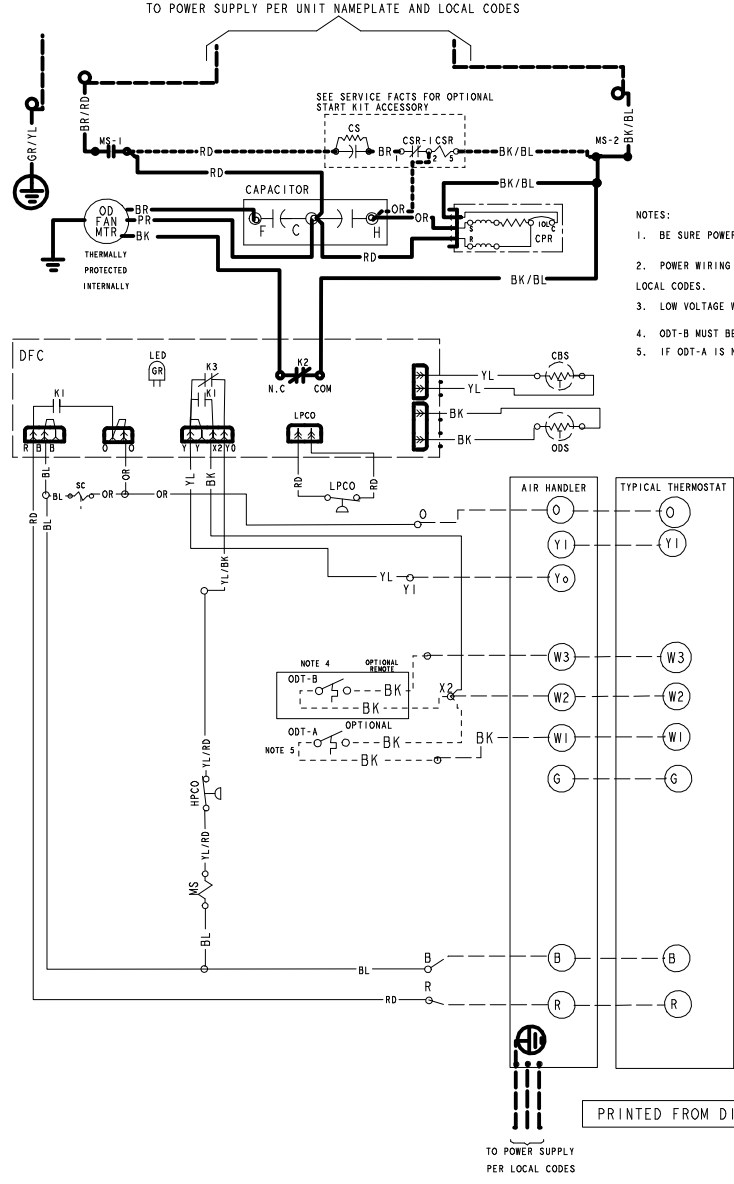 TO POWER SUPPLY PER UNIT NAMEPLATE AND LOCAL CODES
SEE SERVICE FACTS FOR OPTIONAL
START KIT ACCESSORY
GR/YL
BR/RD
BK/BL
MS-1
RD
CS
BR
CSR-1
CSR
1
2
5
BK/BL
MS-2
RD
BK/BL
CAPACITOR
OR
OR
F
C
H
S
R
IOL
C
CPR
OD
FAN
MTR
BR
PR
BK
RD
BK/BL
THERMALLY
PROTECTED
INTERNALLY
NOTES:
1. BE SURE POWER
2. POWER WIRING
LOCAL CODES.
3. LOW VOLTAGE W
4. ODT-B MUST BE
5. IF ODT-A IS N
DFC
LED
GR
K3
K1
K1
K2
N.C
COM
LPCO
YL
YL
CBS
BK
BK
ODS
R
B
B
O
O
Y
Y
X2
YO
BL
OR
YL
BK
RD
RD
LPCO
BL
SC
OR
OR
RD
BL
YL/BK
O
YL
Y1
AIR HANDLER
TYPICAL THERMOSTAT
O
O
Y1
Y1
Yo
NOTE 4
OPTIONAL
REMOTE
ODT-B
BK
BK
X2
W3
W3
W2
W2
ODT-A
OPTIONAL
NOTE 5
BK
BK
BK
W1
W1
G
G
YL/RD
HPCO
YL/RD
MS
BL
BL
B
B
B
RD
R
R
R
PRINTED FROM DI
TO POWER SUPPLY
PER LOCAL CODES